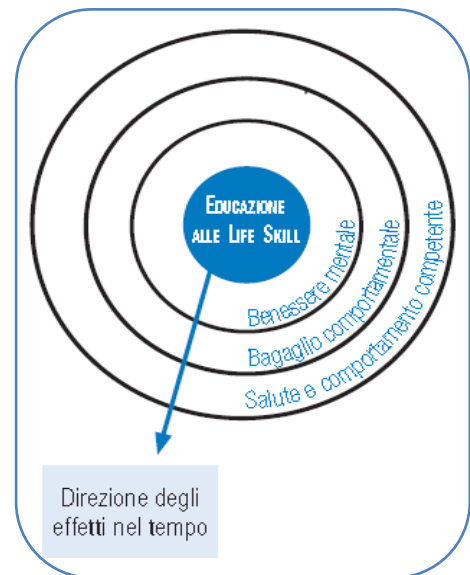 EDUCAZIONE
ALLE LIFE SKILL
Benessere mentale
Bagaglio comportamentale
Salute e comportamento competente
Direzione degli
effetti nel tempo